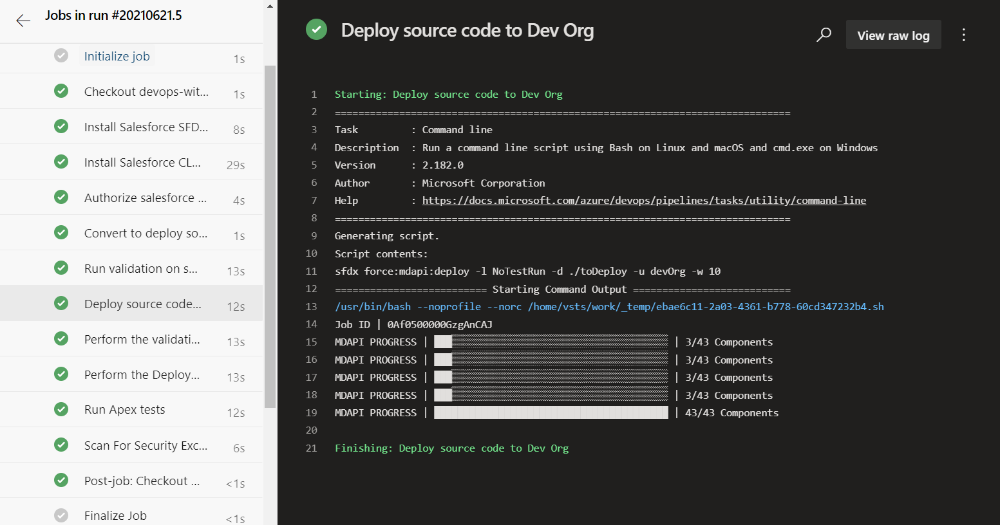 Jobs in run #20210621.5
Initialize job 1s
Checkout devops-wit... 1s
Install Salesforce SFD... 8s
Install Salesforce CL... 29s
Authorize salesforce ... 4s
Convert to deploy so... 1s
Run validation on s... 13s
Deploy source code... 12s
Perform the validati... 13s
Perform the Deploy... 13s
Run Apex tests 12s
Scan For Security Exc... 6s
Post-job: Checkout ... <1s
Finalize Job <1s
Deploy source code to Dev Org
View raw log
1 Starting: Deploy source code to Dev Org
2 ==============================================================================
3 Task         : Command line
4 Description  : Run a command line script using Bash on Linux and macOS and cmd.exe on Windows
5 Version      : 2.182.0
6 Author       : Microsoft Corporation
7 Help         : https://docs.microsoft.com/azure/devops/pipelines/tasks/utility/command-line
8 ==============================================================================
9 Generating script.
10 Script contents:
11 sfdx force:mdapi:deploy -l NoTestRun -d ./toDeploy -u devOrg -w 10
12 ========================== Starting Command Output ===========================
13 /usr/bin/bash --noprofile --norc /home/vsts/work/_temp/ebae6c11-2a03-4361-b778-60cd347232b4.sh
14 Job ID | 0Af0500000GzgAnCAJ
15 MDAPI PROGRESS | ███░░░░░░░░░░░░░░░░░░░░░░░░░░░░░░░░░░░░░ | 3/43 Components
16 MDAPI PROGRESS | ███░░░░░░░░░░░░░░░░░░░░░░░░░░░░░░░░░░░░░ | 3/43 Components
17 MDAPI PROGRESS | ███░░░░░░░░░░░░░░░░░░░░░░░░░░░░░░░░░░░░░ | 3/43 Components
18 MDAPI PROGRESS | ███░░░░░░░░░░░░░░░░░░░░░░░░░░░░░░░░░░░░░ | 3/43 Components
19 MDAPI PROGRESS | ████████████████████████████████████████ | 43/43 Components
20
21 Finishing: Deploy source code to Dev Org